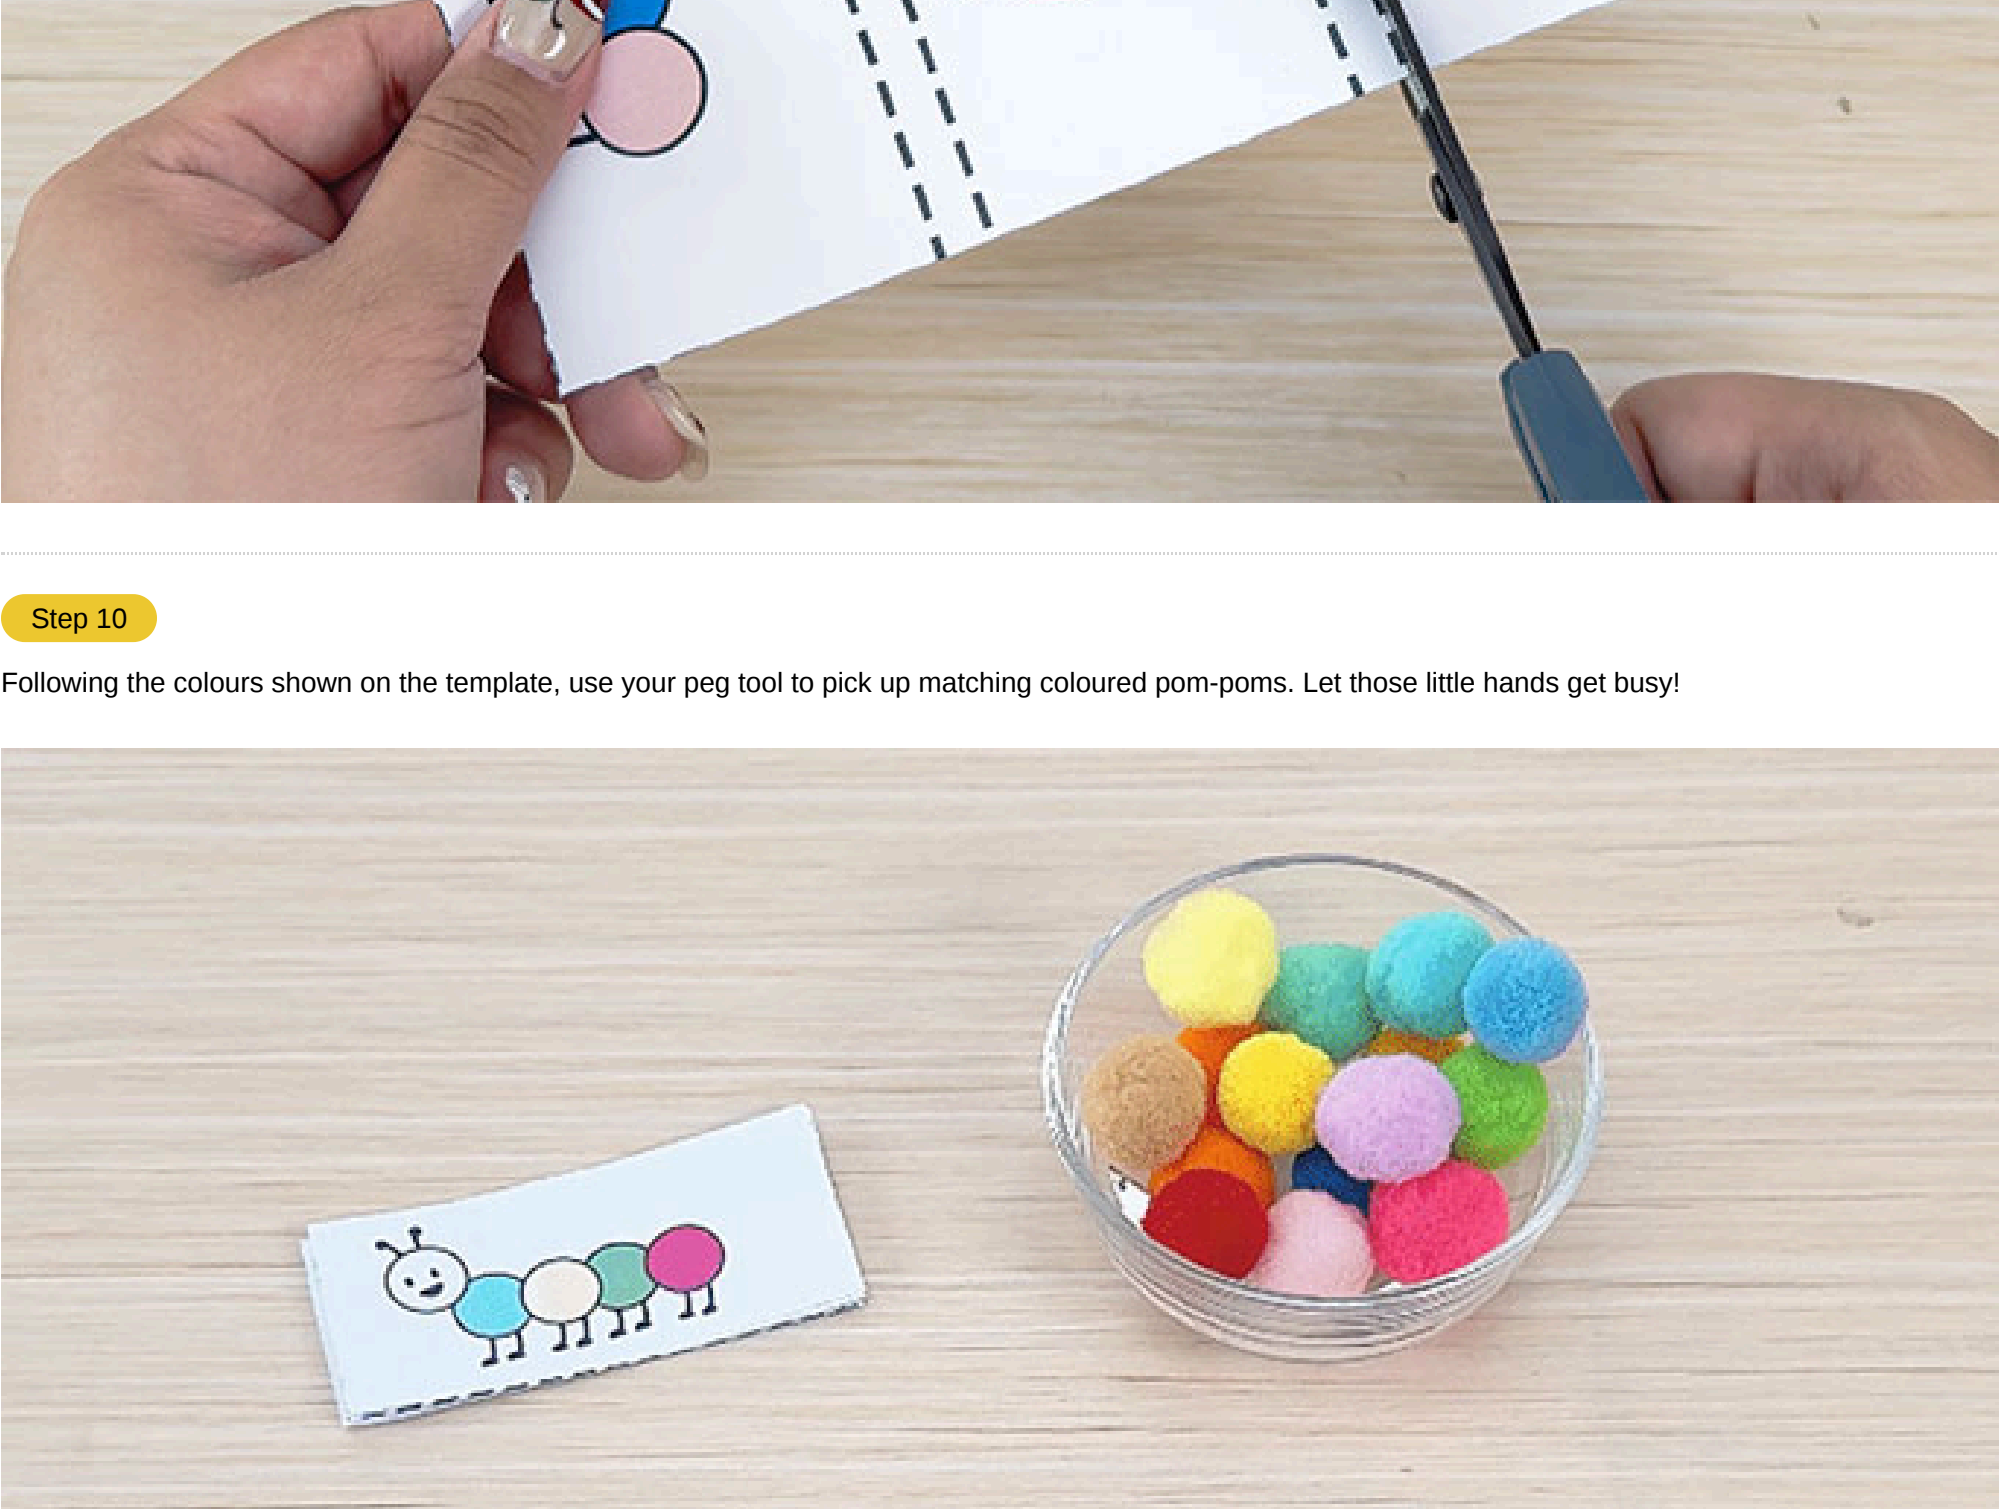 Step 10
Following the colours shown on the template, use your peg tool to pick up matching coloured pom-poms. Let those little hands get busy!